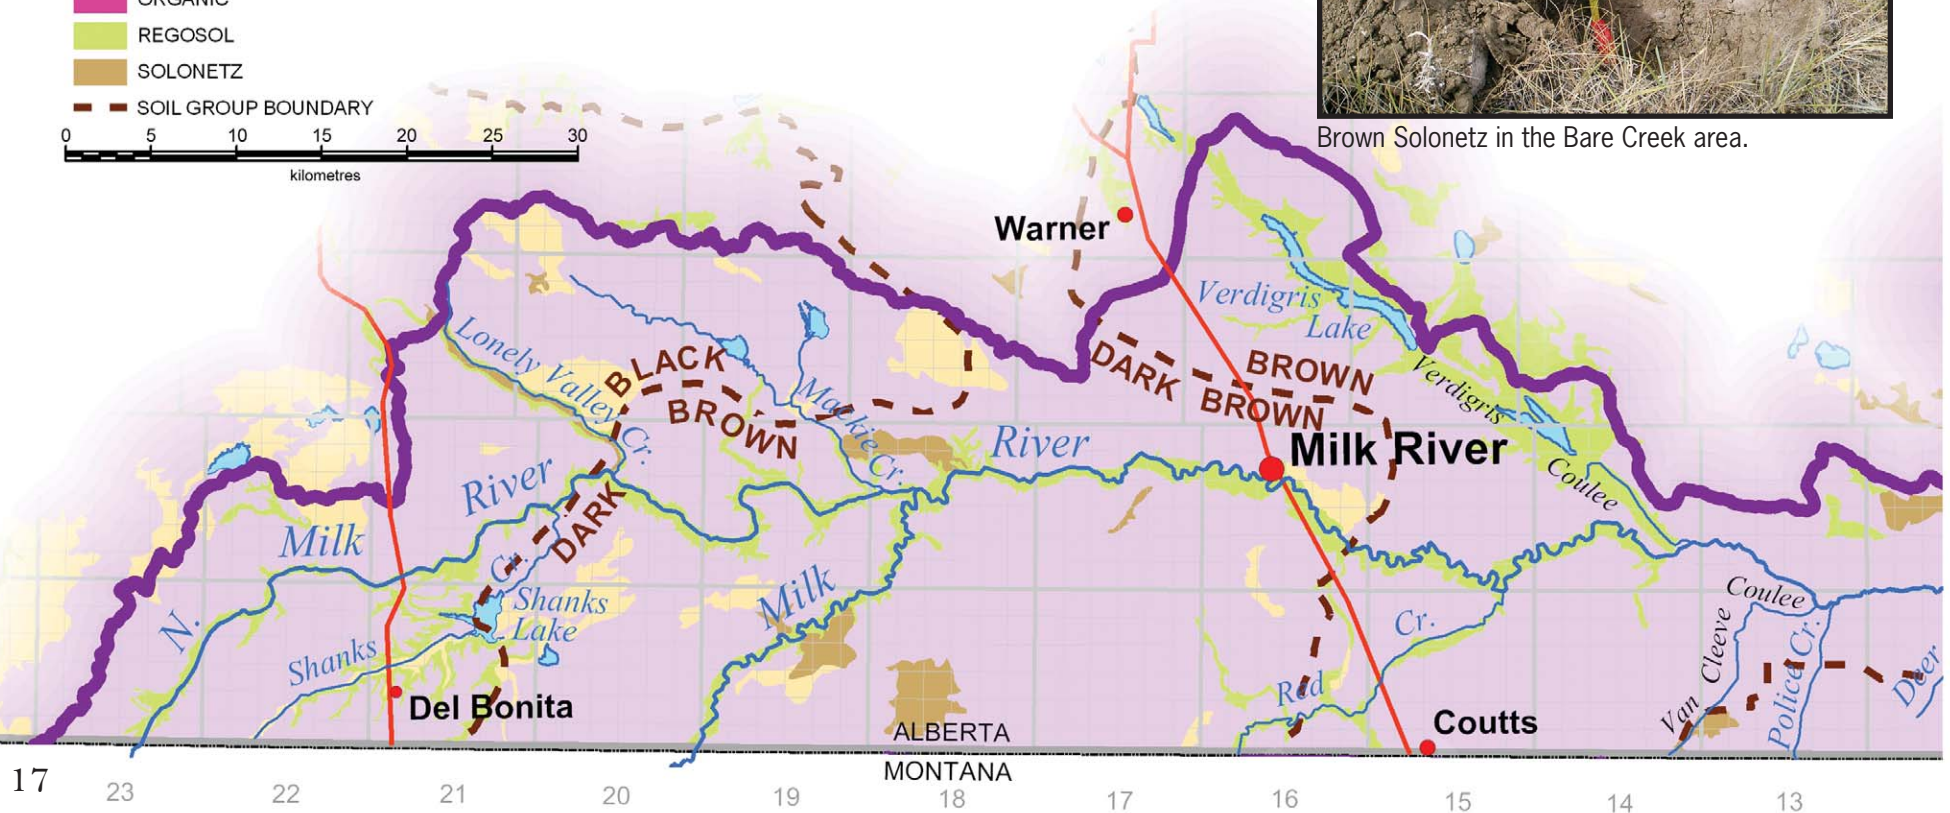 ORGANIC
REGOSOL
SOLONETZ
SOIL GROUP BOUNDARY
0 5 10 15 20 25 30
kilometres
Brown Solonetz in the Bare Creek area.
Warner
Verdigris
Lake
Lonely Valley Cr.
BLACK
BROWN
DARK
Mackie Cr.
BROWN
DARK BROWN
Verdigris
Coulee
Milk River
River
River
Milk
N.
Cr.
Shanks
Lake
Shanks
Milk
Del Bonita
Red
Cr.
Coutts
Van Cleeve
Coulee
Police Cr.
Deer
ALBERTA
MONTANA
17
23 22 21 20 19 18 17 16 15 14 13